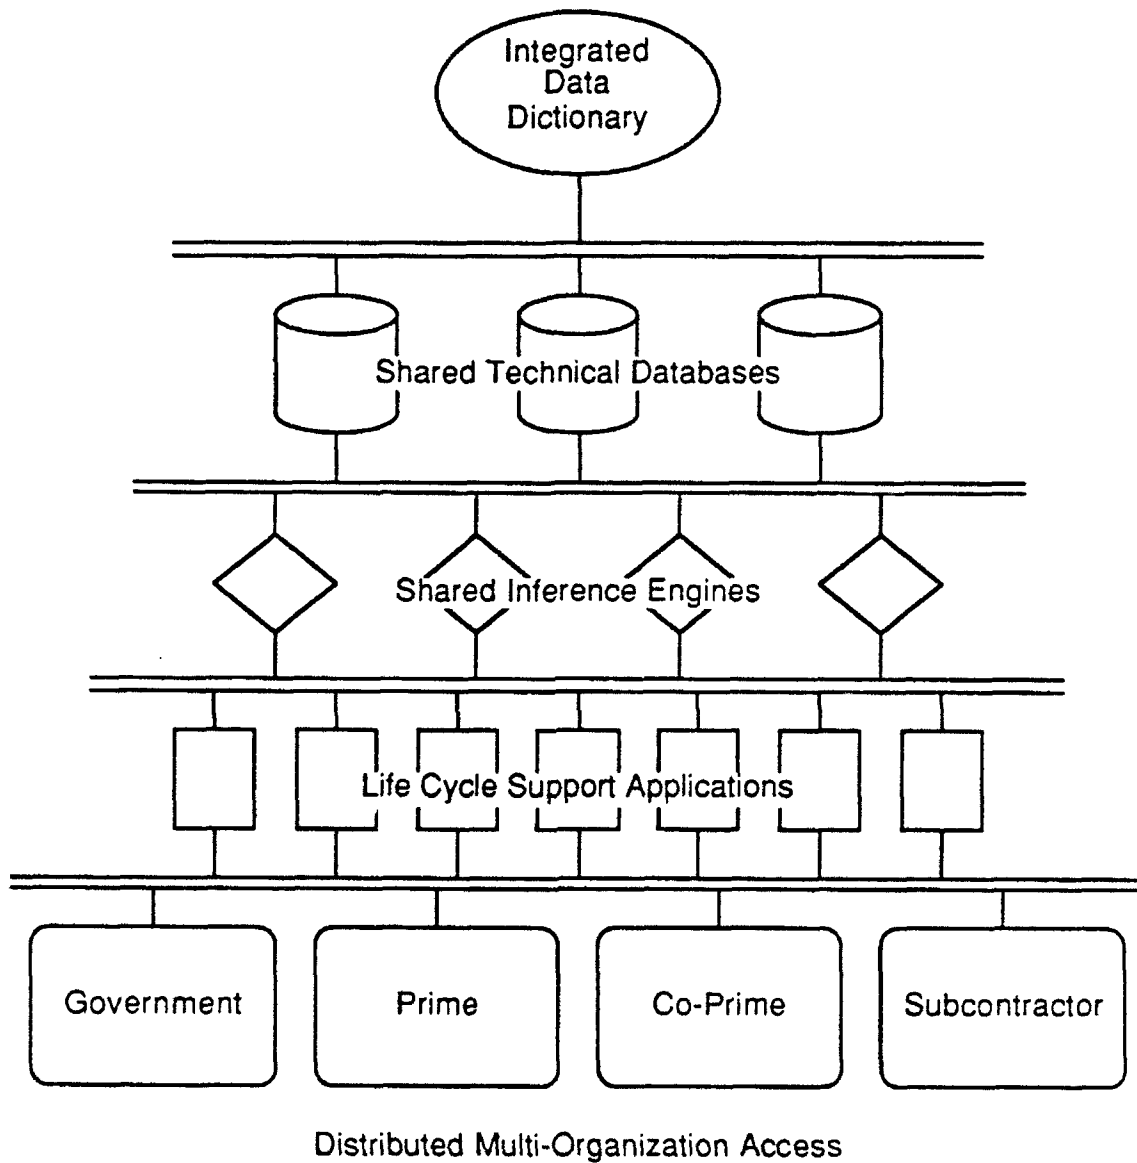 Integrated
Data
Dictionary
Shared Technical Databases
Shared Inference Engines
Life Cycle Support Applications
Government
Prime
Co-Prime
Subcontractor
Distributed Multi-Organization Access